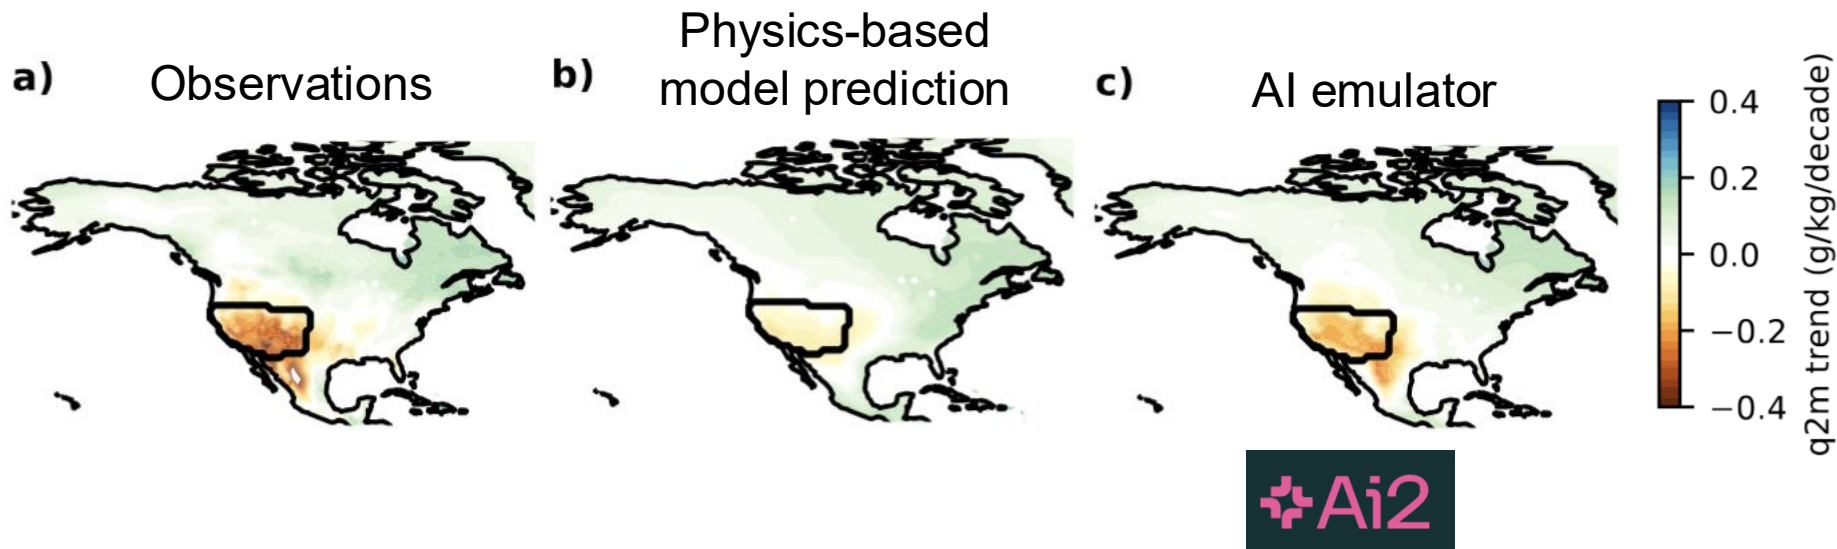 a)
Observations
b)
Physics-based
model prediction
c)
AI emulator
0.4
0.2
0.0
−0.2
−0.4
q2m trend (g/kg/decade)
Ai2